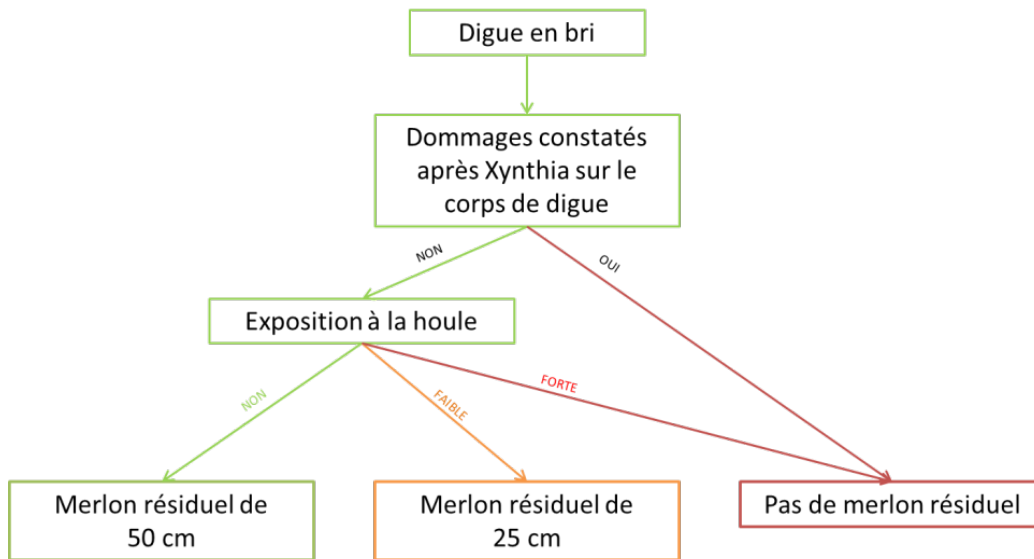 Digue en bri
Dommages constatés
après Xynthia sur le
corps de digue
NON
OUI
Exposition à la houle
NON
FAIBLE
FORTE
Merlon résiduel de
50 cm
Merlon résiduel de
25 cm
Pas de merlon résiduel